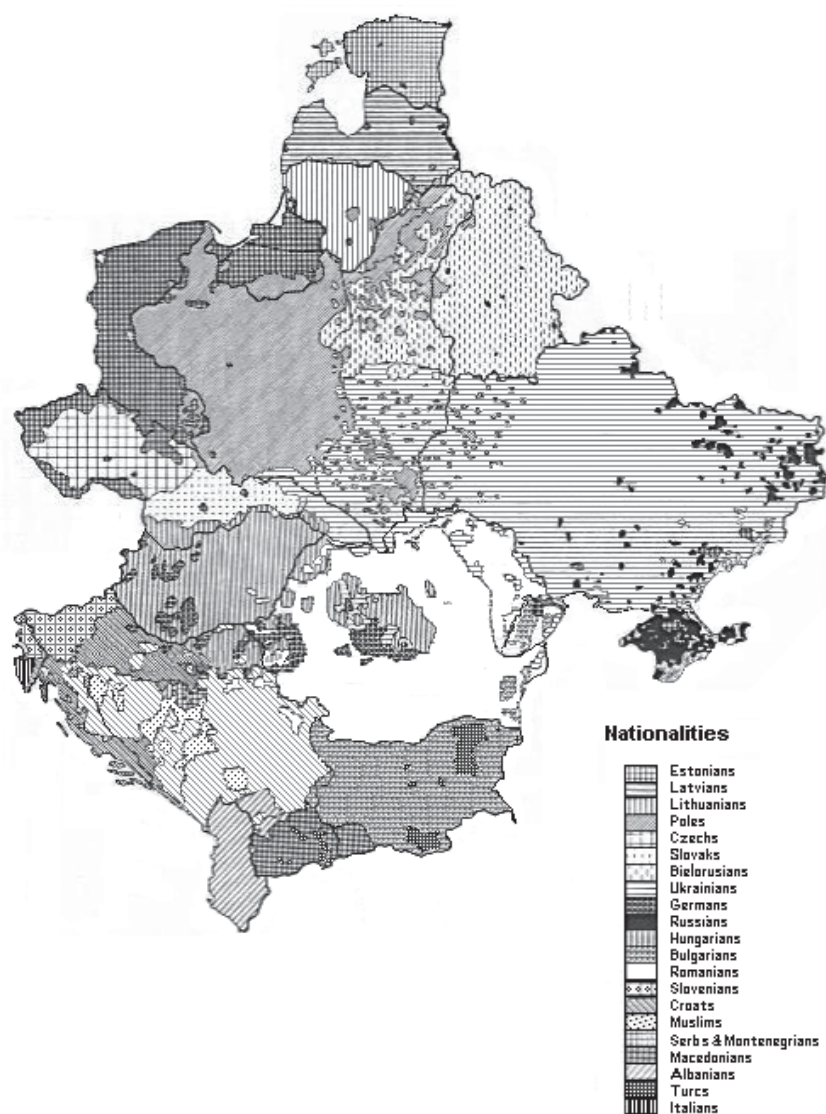 Nationalities
Estonians
Latvians
Lithuanians
Poles
Czechs
Slovaks
Bielorusians
Ukrainians
Germans
Russians
Hungarians
Bulgarians
Romanians
Slovenians
Croats
Muslims
Serbs & Montenegrians
Macedonians
Albanians
Turcs
Italians